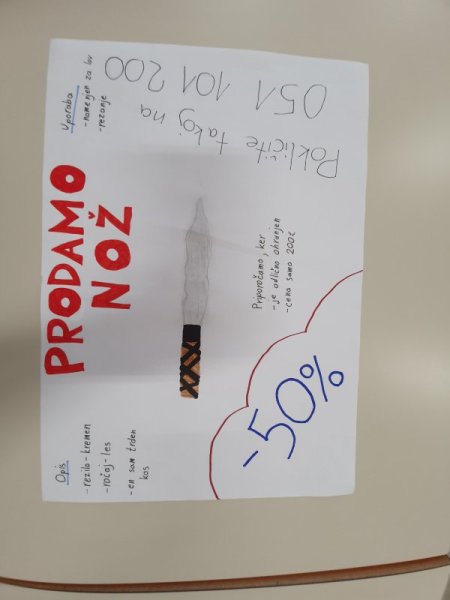 PRODAMO
NOŽ
Opis
-rezilo-kremen
-ročaj-les
-en sam trden
kos
Uporaba
-namenjen za lov
-rezanje
Priporočamo, ker
-je odlično ohranjen
-cena samo 200€
-50%
Pokličite takoj na
051 101 200